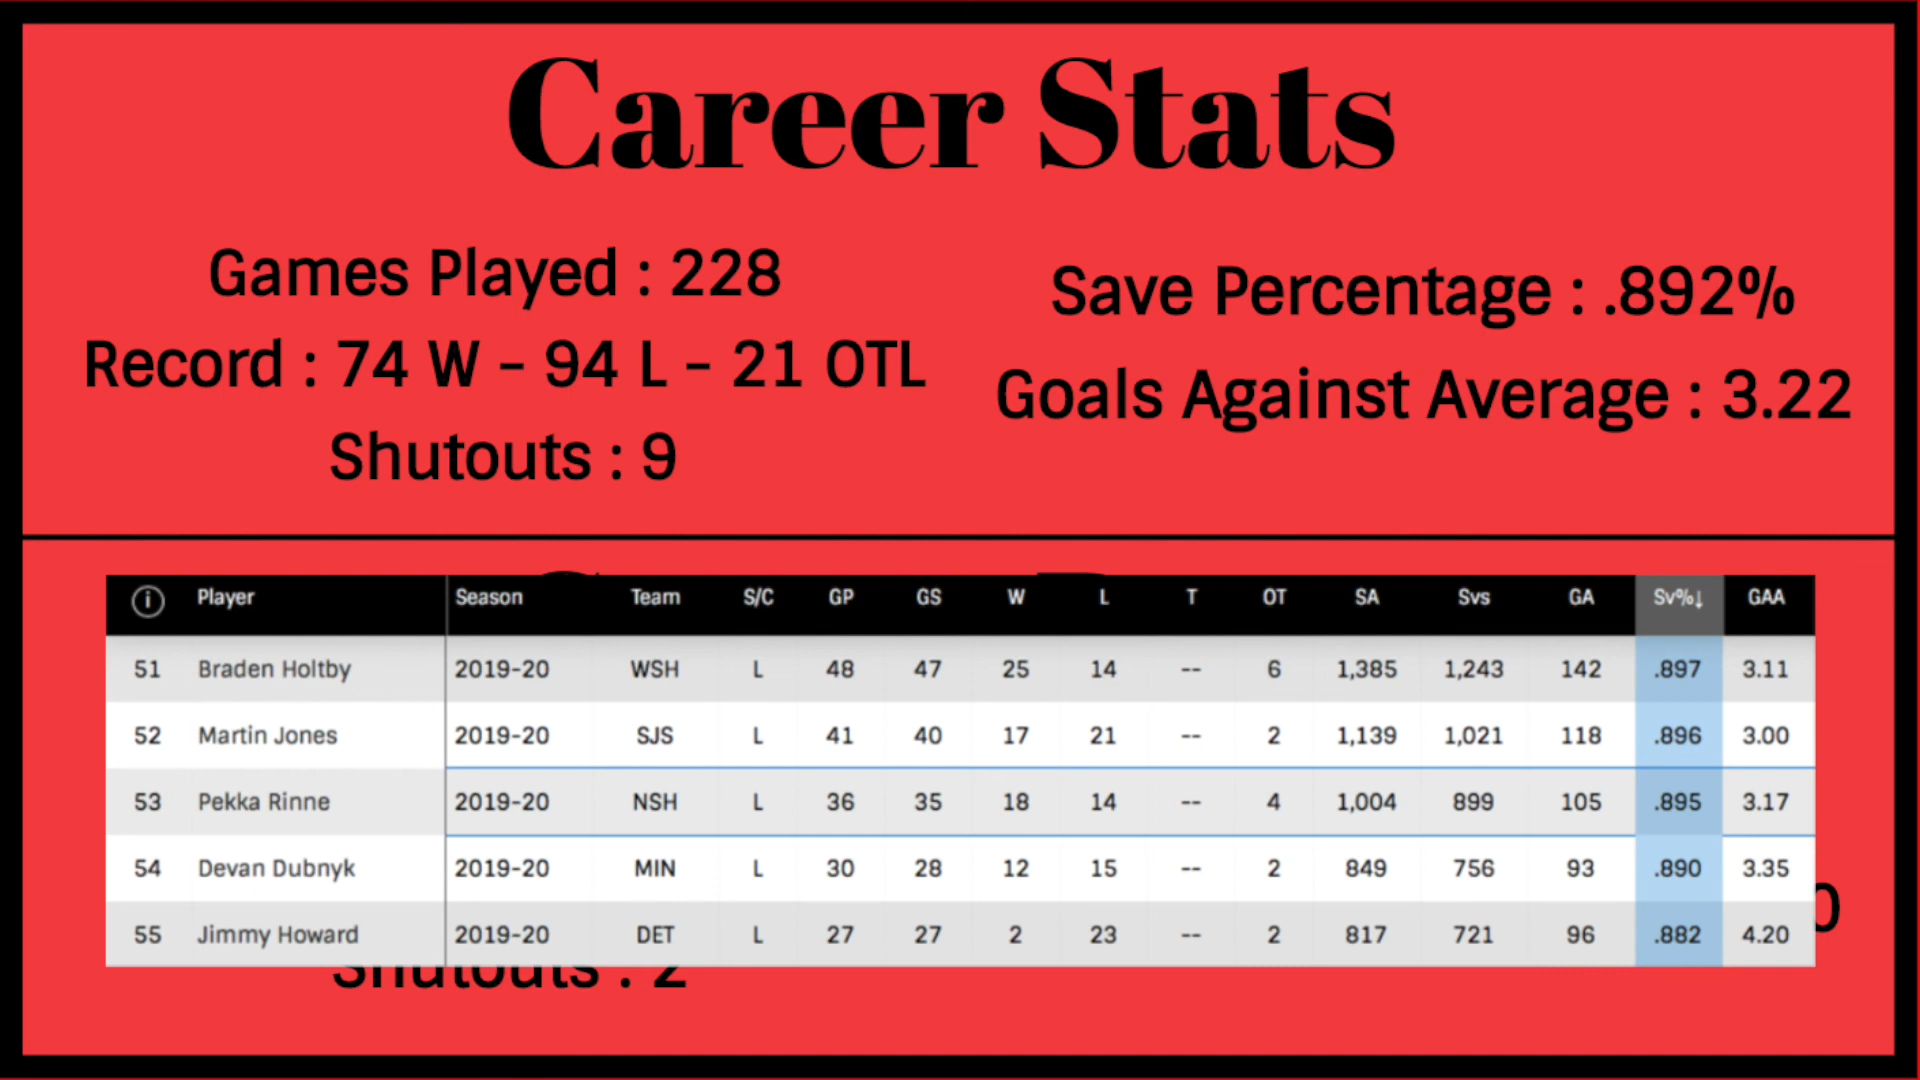 Career Stats
Games Played : 228
Record : 74 W - 94 L - 21 OTL
Shutouts : 9
Save Percentage : .892%
Goals Against Average : 3.22
i Player Season Team S/C GP GS W L T OT SA Svs GA Sv%↓ GAA
51 Braden Holtby 2019-20 WSH L 48 47 25 14 -- 6 1,385 1,243 142 .897 3.11
52 Martin Jones 2019-20 SJS L 41 40 17 21 -- 2 1,139 1,021 118 .896 3.00
53 Pekka Rinne 2019-20 NSH L 36 35 18 14 -- 4 1,004 899 105 .895 3.17
54 Devan Dubnyk 2019-20 MIN L 30 28 12 15 -- 2 849 756 93 .890 3.35
55 Jimmy Howard 2019-20 DET L 27 27 2 23 -- 2 817 721 96 .882 4.20
Shutouts : 2